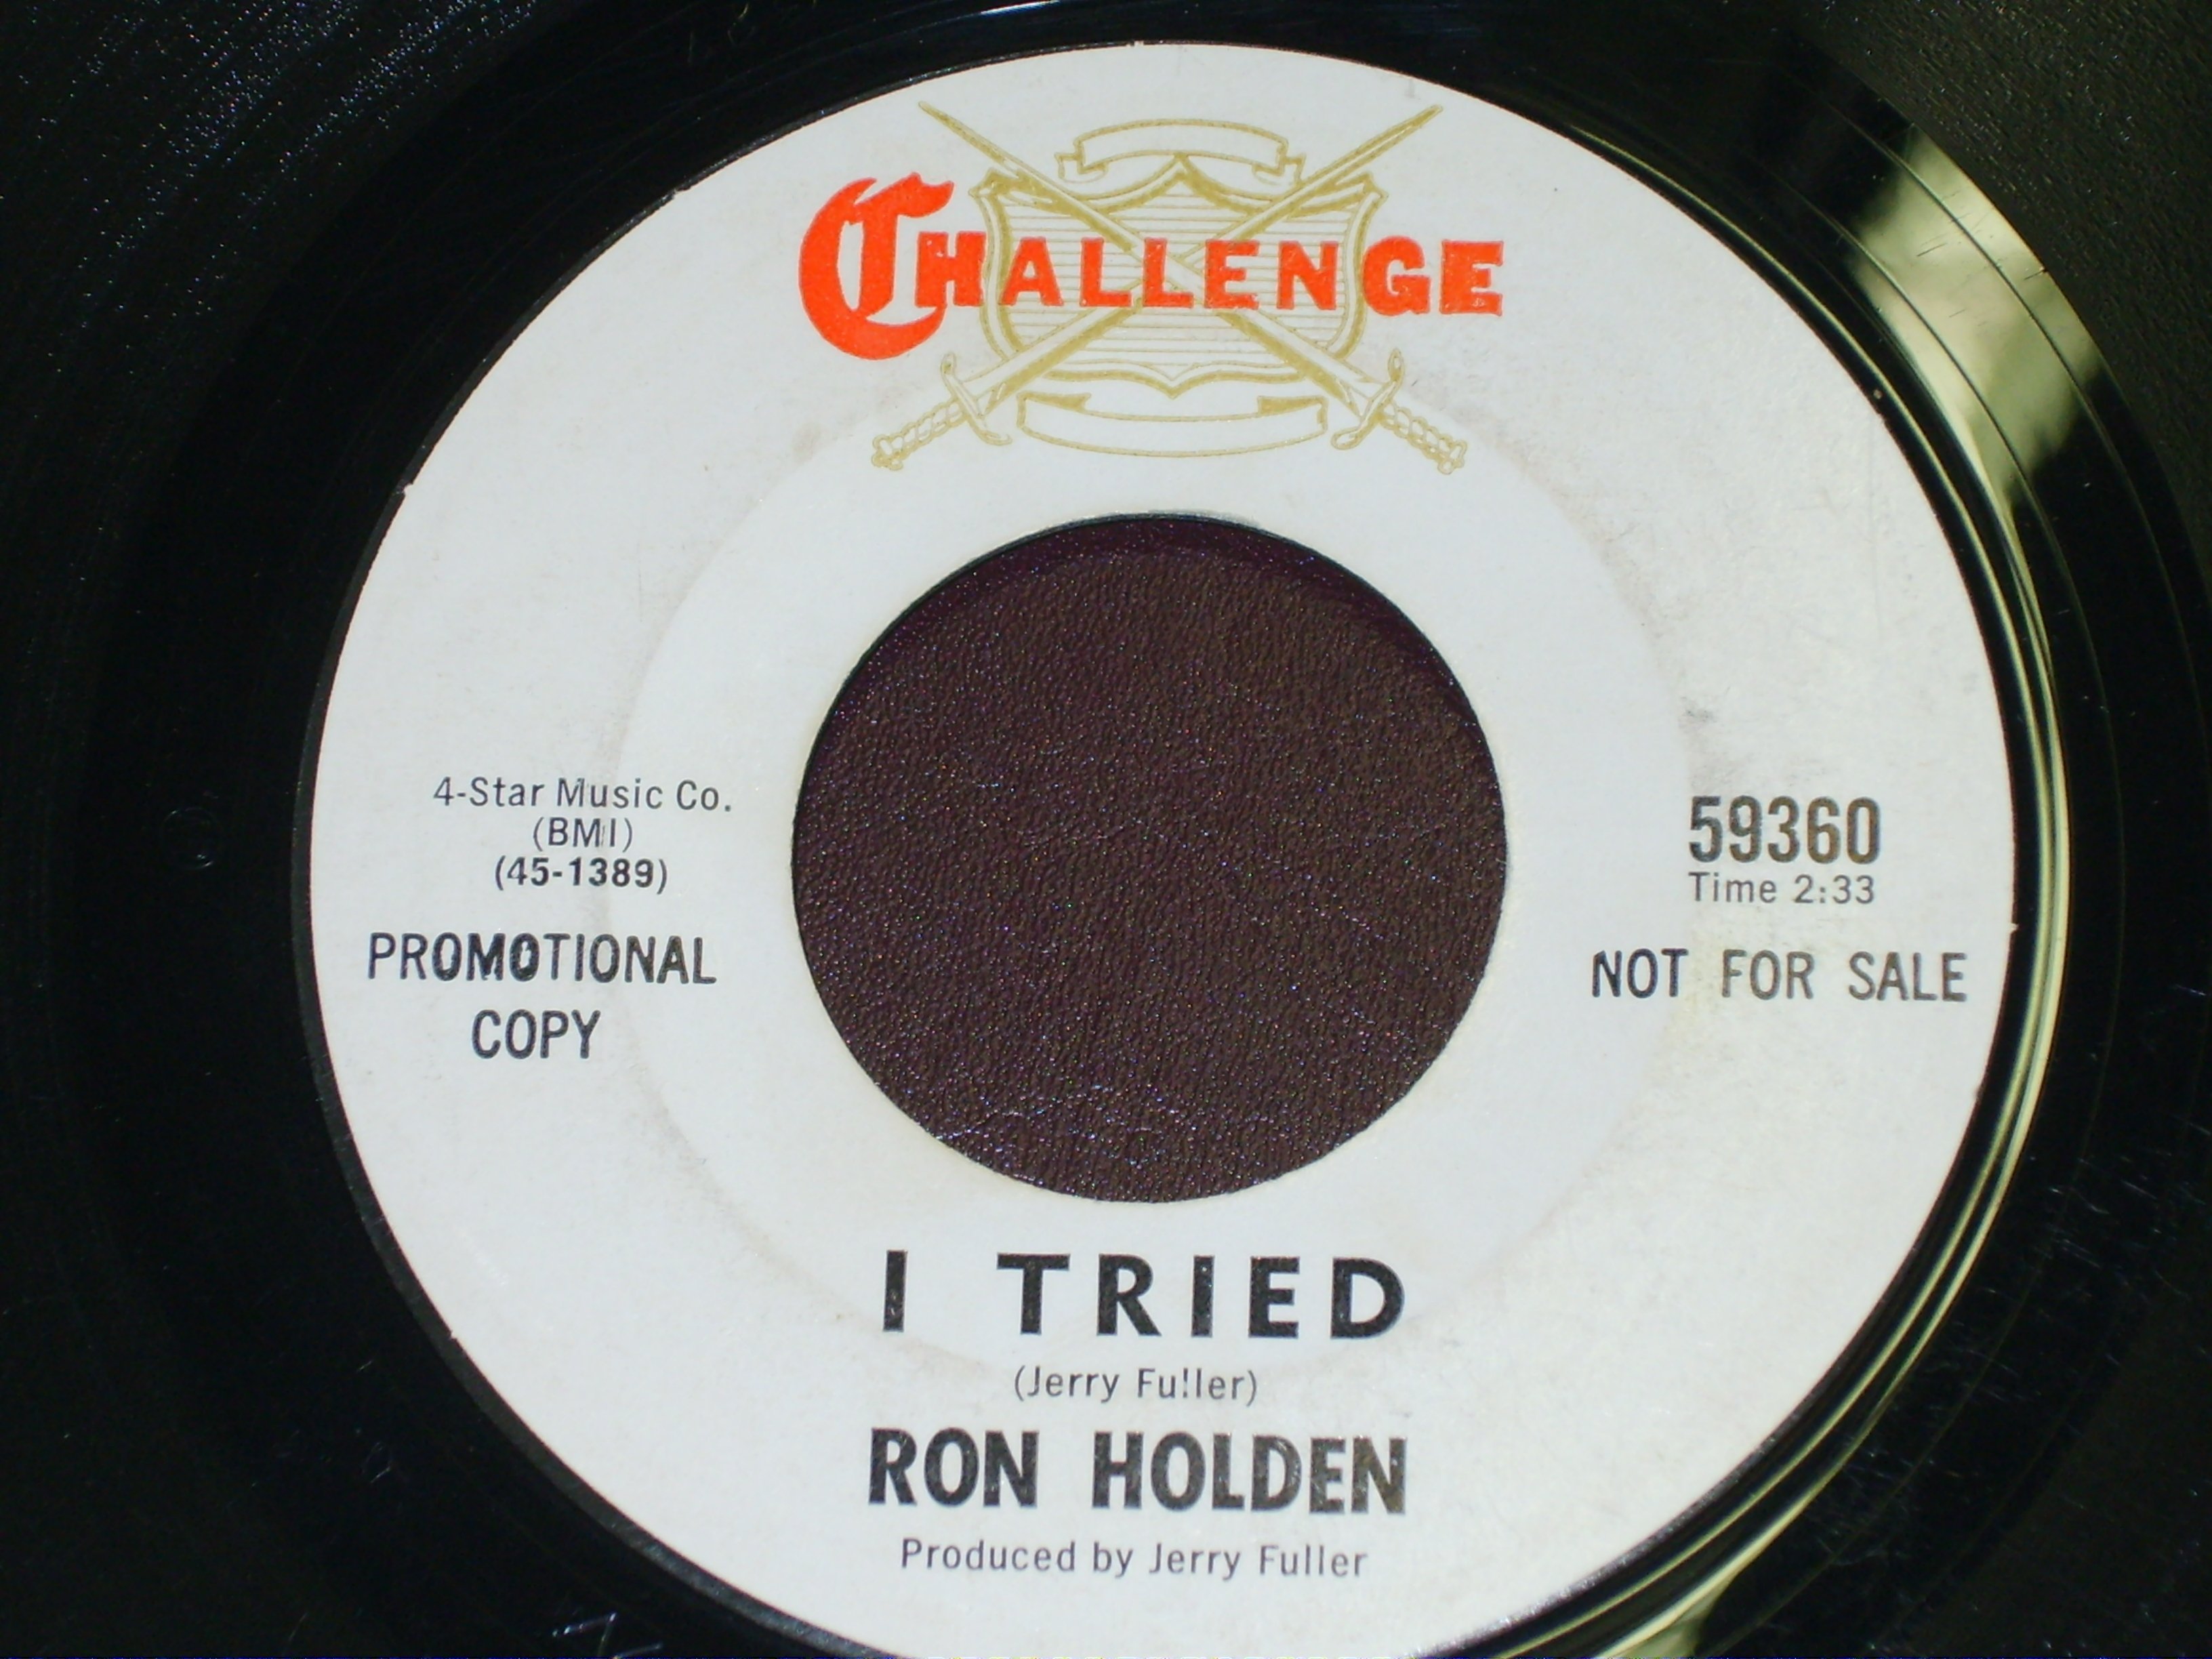 CHALLENGE
4-Star Music Co.
(BMI)
(45-1389)
PROMOTIONAL
COPY
59360
Time 2:33
NOT FOR SALE
I TRIED
(Jerry Fuller)
RON HOLDEN
Produced by Jerry Fuller